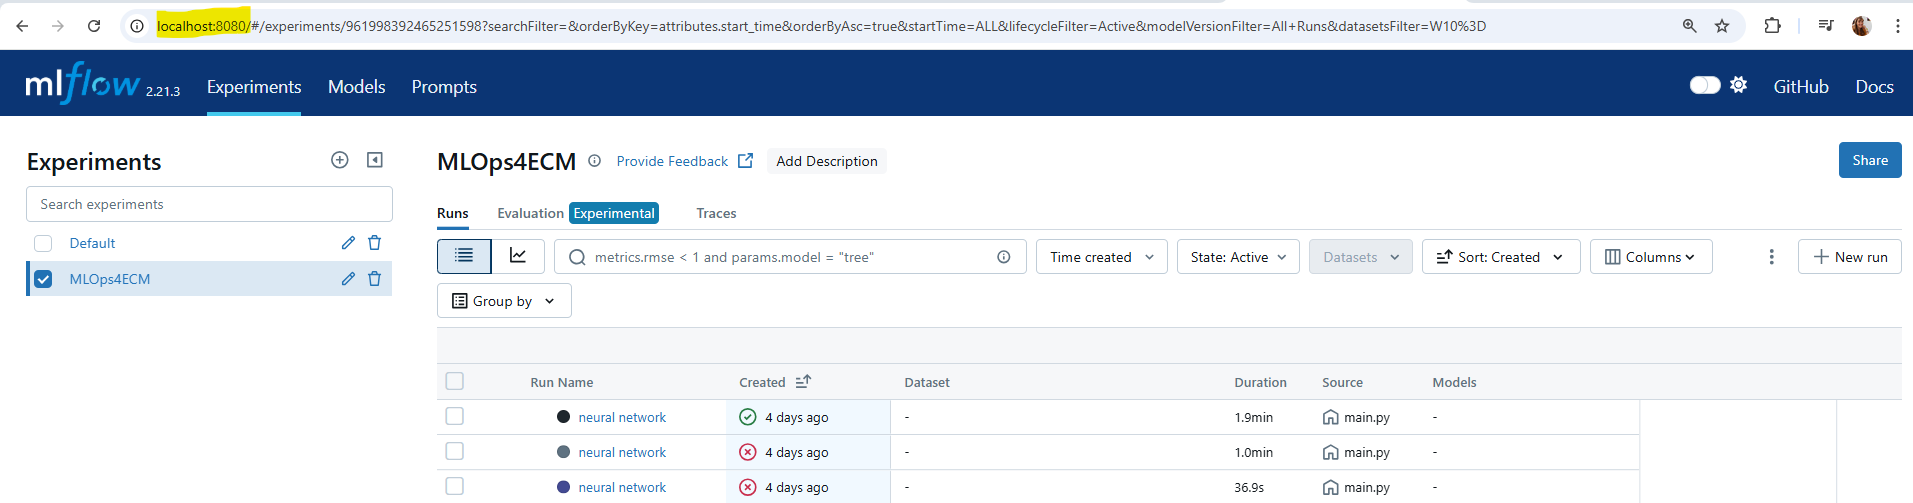 localhost:8080/#/experiments/961998392465251598?searchFilter=&orderByKey=attributes.start_time&orderByAsc=true&startTime=ALL&lifecycleFilter=Active&modelVersionFilter=All+Runs&datasetsFilter=W10%3D
mlflow 2.21.3 Experiments Models Prompts GitHub Docs
Experiments
Search experiments
Default
MLOps4ECM
MLOps4ECM Provide Feedback Add Description Share
Runs Evaluation Experimental Traces
metrics.rmse < 1 and params.model = "tree" Time created State: Active Datasets Sort: Created Columns New run
Group by
Run Name Created Dataset Duration Source Models
neural network 4 days ago - 1.9min main.py -
neural network 4 days ago - 1.0min main.py -
neural network 4 days ago - 36.9s main.py -